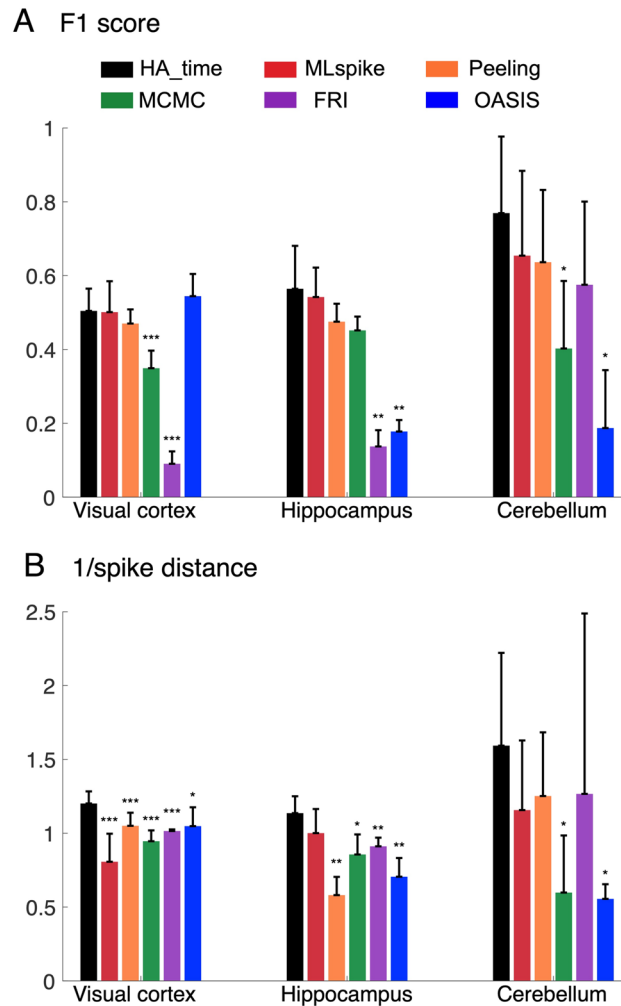 A F1 score
HA_time MLspike Peeling
MCMC FRI OASIS
1
0.8
0.6
0.4
0.2
0
*** *** ** ** * *
Visual cortex Hippocampus Cerebellum
B 1/spike distance
2.5
2
1.5
1
0.5
0
*** *** *** *** * ** * ** ** * *
Visual cortex Hippocampus Cerebellum